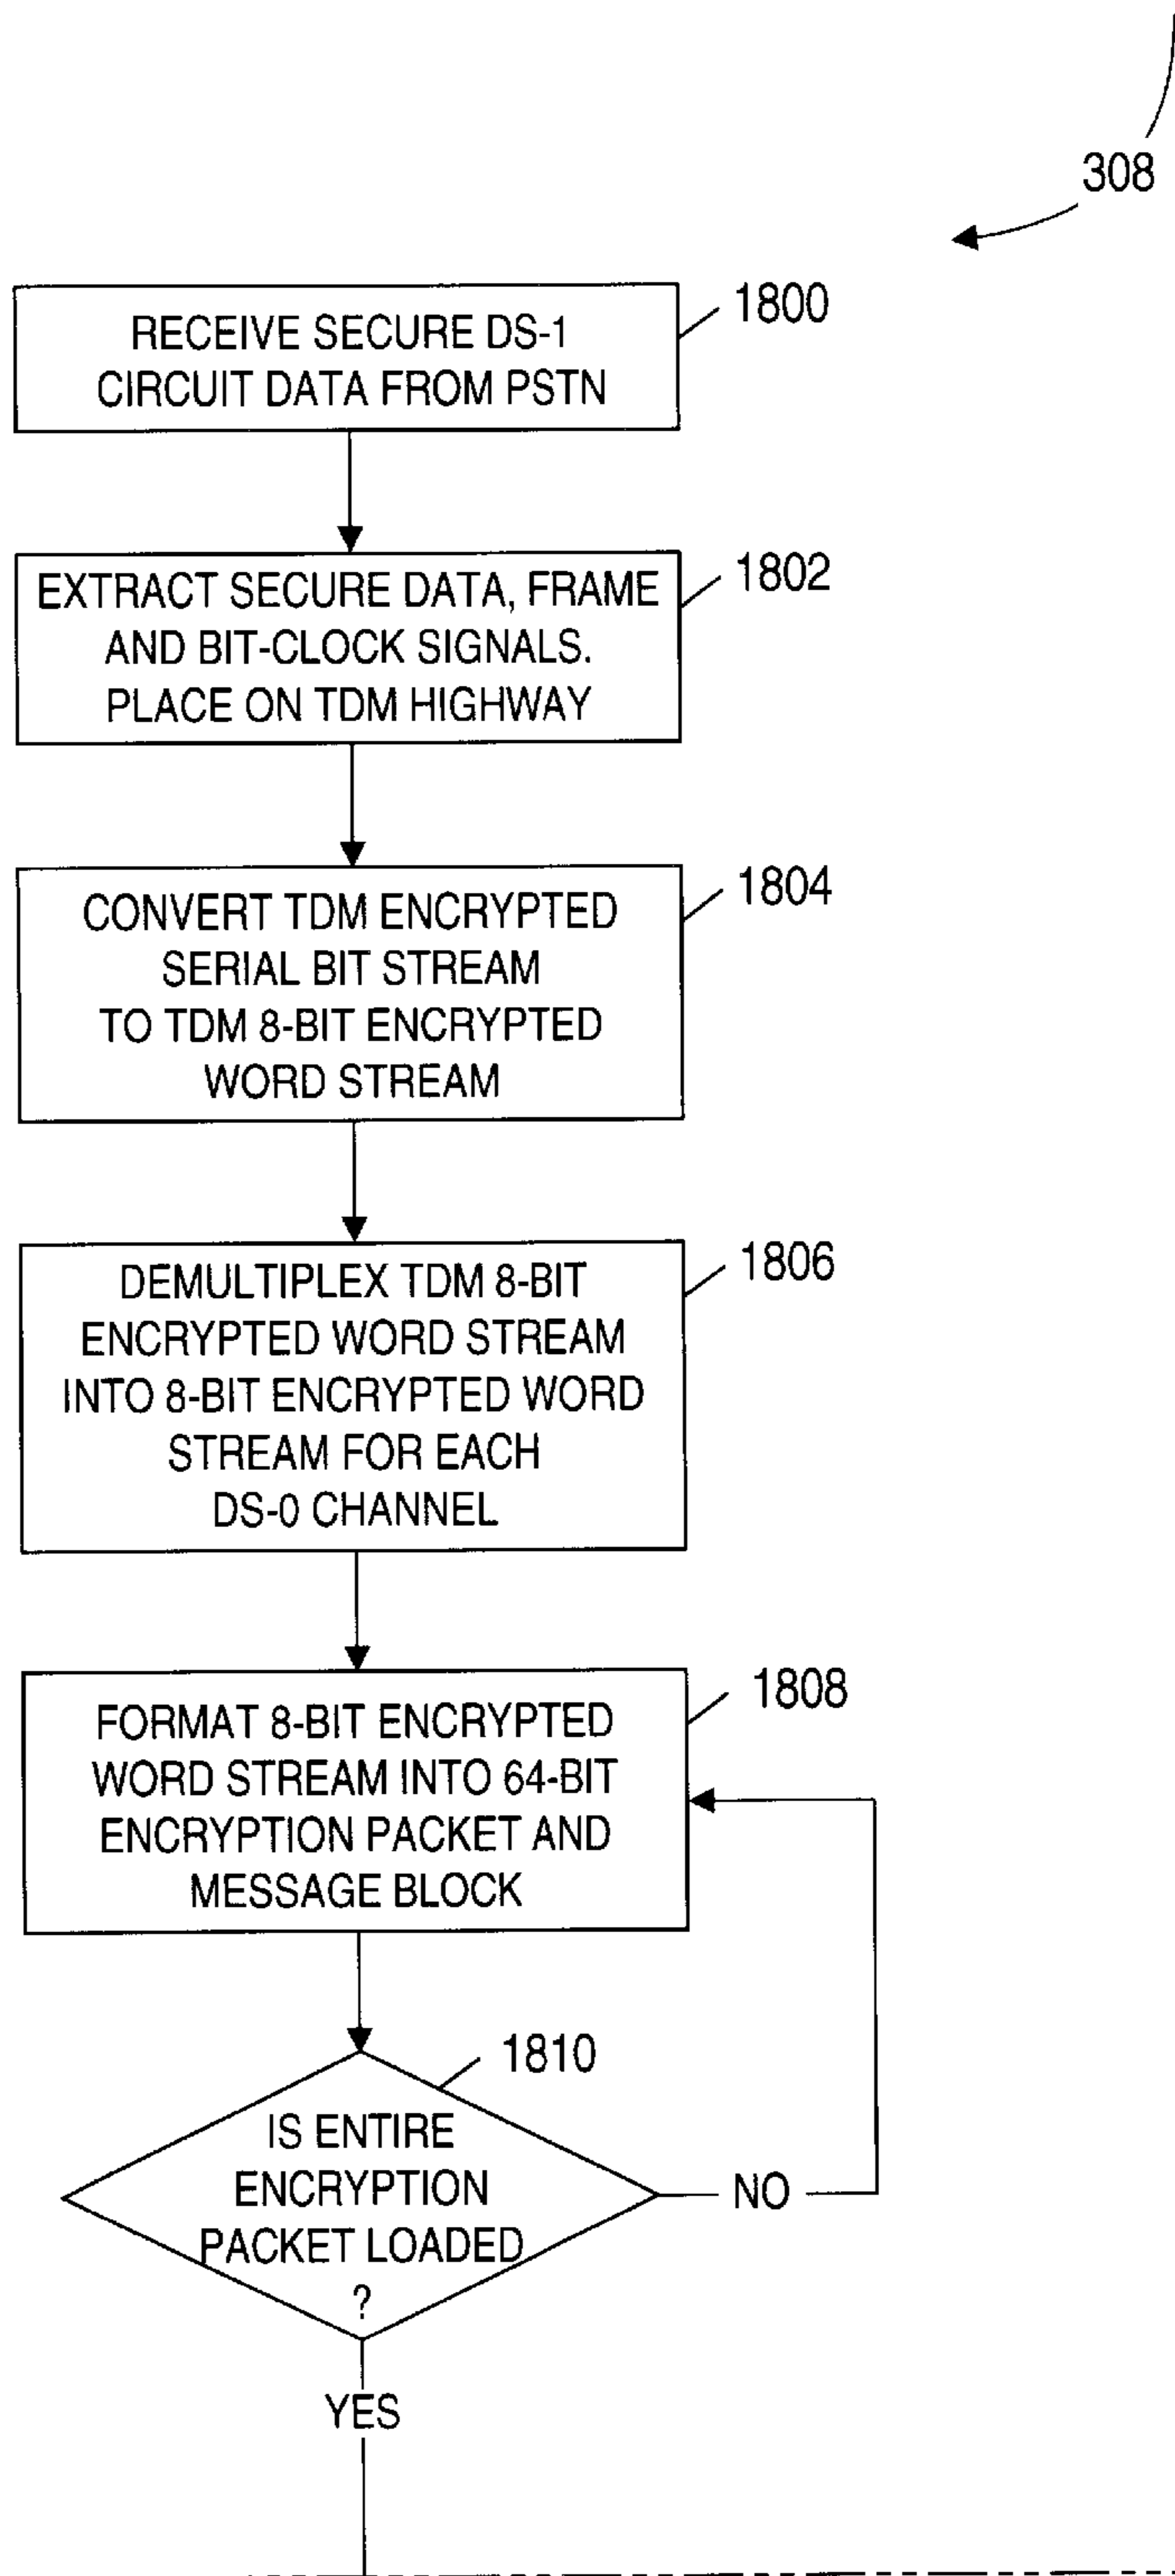 308
1800
RECEIVE SECURE DS-1
CIRCUIT DATA FROM PSTN
1802
EXTRACT SECURE DATA, FRAME
AND BIT-CLOCK SIGNALS.
PLACE ON TDM HIGHWAY
1804
CONVERT TDM ENCRYPTED
SERIAL BIT STREAM
TO TDM 8-BIT ENCRYPTED
WORD STREAM
1806
DEMULTIPLEX TDM 8-BIT
ENCRYPTED WORD STREAM
INTO 8-BIT ENCRYPTED WORD
STREAM FOR EACH
DS-0 CHANNEL
1808
FORMAT 8-BIT ENCRYPTED
WORD STREAM INTO 64-BIT
ENCRYPTION PACKET AND
MESSAGE BLOCK
1810
IS ENTIRE
ENCRYPTION
PACKET LOADED
?
NO
YES